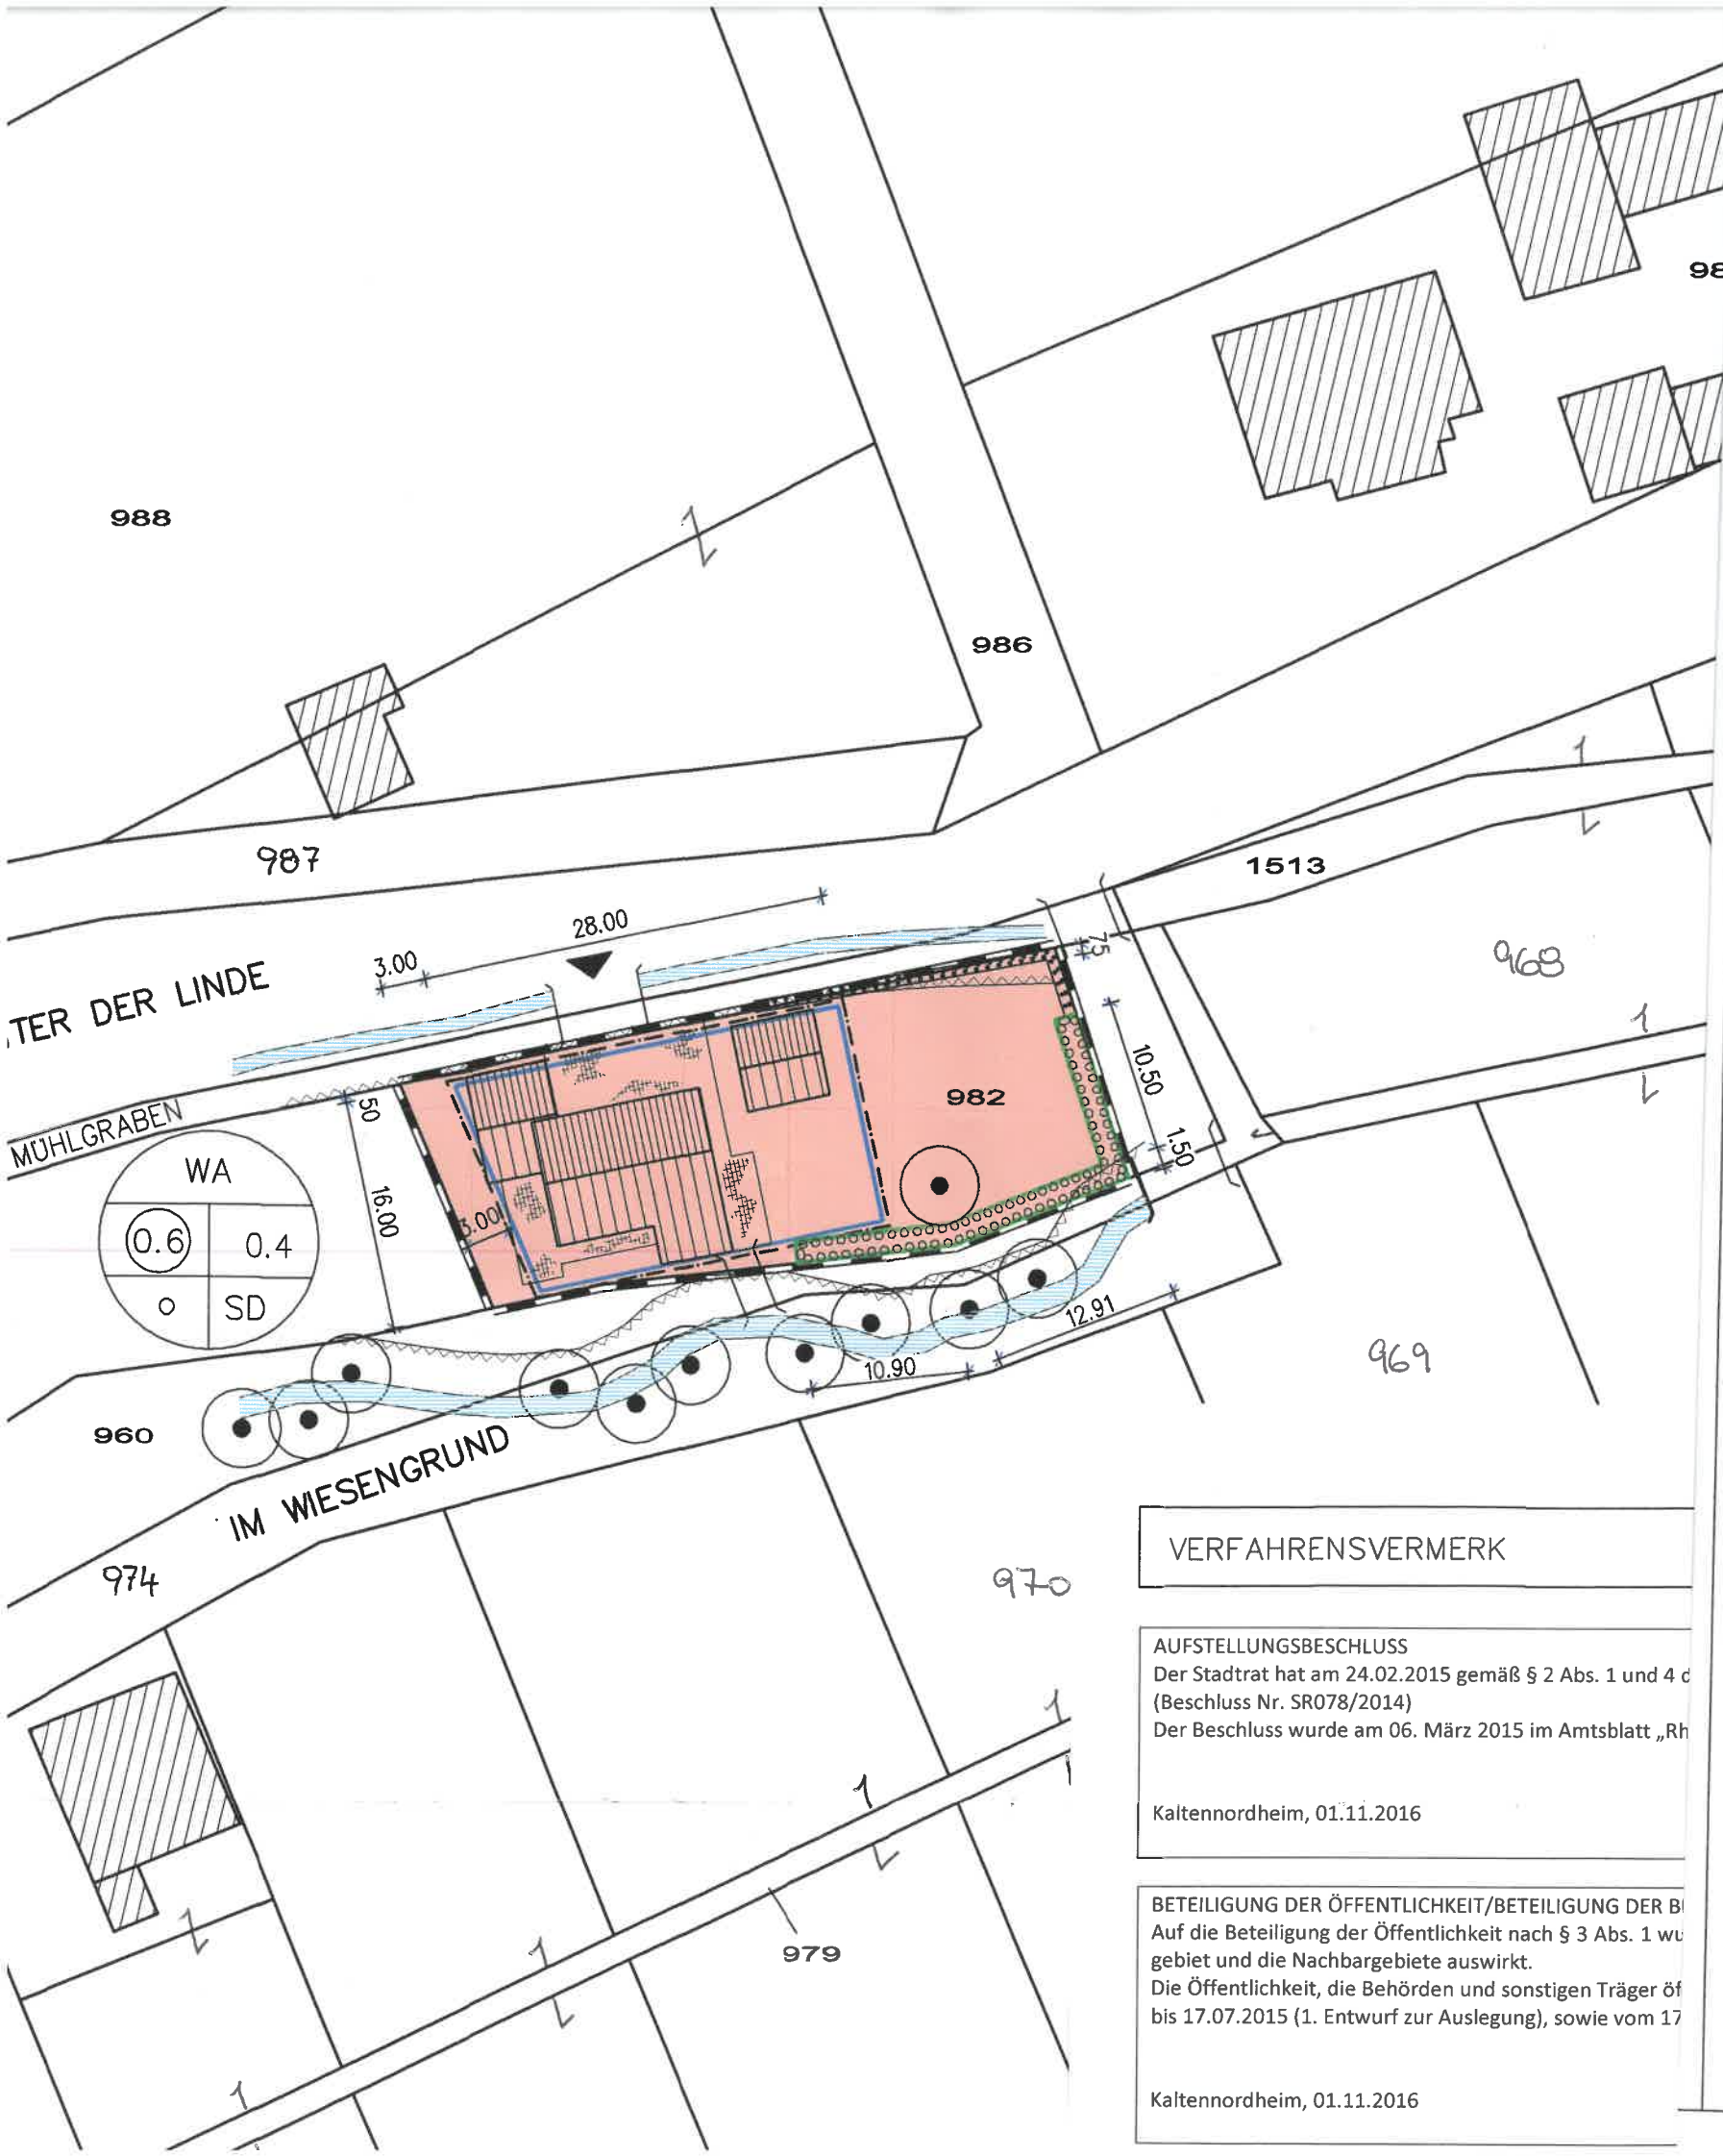 98
988
986
987
1513
28.00
3.00
968
TER DER LINDE
75
10.50
982
MÜHLGRABEN
50
1.50
WA
16.00
0.6
0.4
3.00
o
SD
12.91
10.90
969
960
IM WIESENGRUND
974
970
979
VERFAHRENSVERMERK
AUFSTELLUNGSBESCHLUSS
Der Stadtrat hat am 24.02.2015 gemäß § 2 Abs. 1 und 4 d
(Beschluss Nr. SR078/2014)
Der Beschluss wurde am 06. März 2015 im Amtsblatt „Rh
Kaltennordheim, 01.11.2016
BETEILIGUNG DER ÖFFENTLICHKEIT/BETEILIGUNG DER B
Auf die Beteiligung der Öffentlichkeit nach § 3 Abs. 1 wu
gebiet und die Nachbargebiete auswirkt.
Die Öffentlichkeit, die Behörden und sonstigen Träger öf
bis 17.07.2015 (1. Entwurf zur Auslegung), sowie vom 17
Kaltennordheim, 01.11.2016